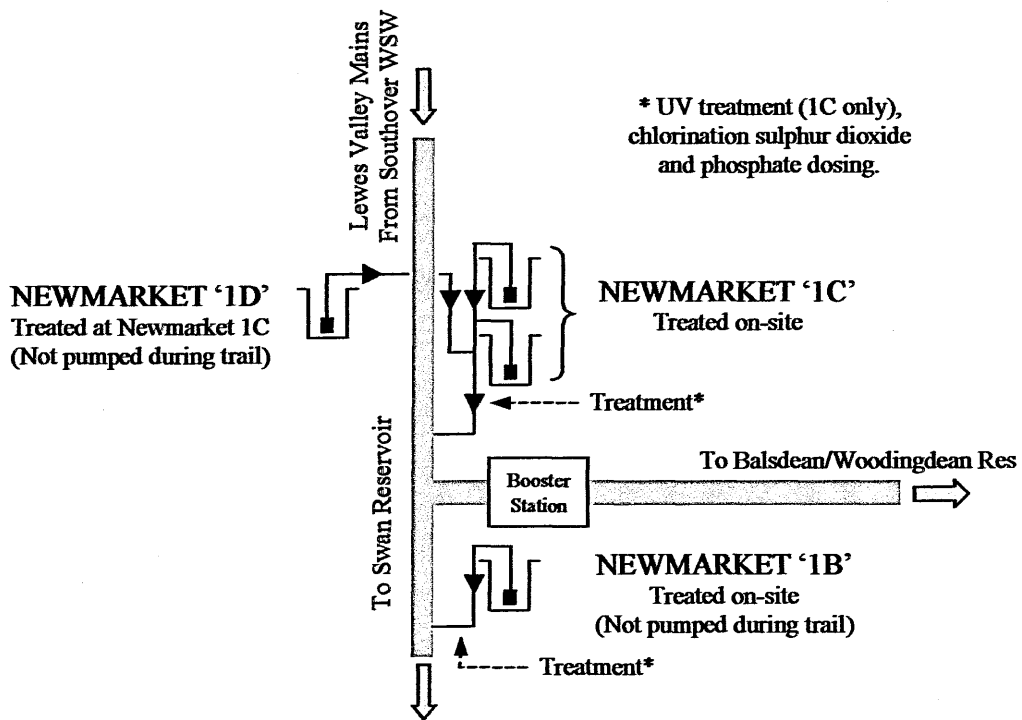 Lewes Valley Mains
From Southover WSW
* UV treatment (1C only),
chlorination sulphur dioxide
and phosphate dosing.
NEWMARKET ‘1D’
Treated at Newmarket 1C
(Not pumped during trail)
NEWMARKET ‘1C’
Treated on-site
Treatment*
To Swan Reservoir
Booster
Station
To Balsdean/Woodingdean Res
NEWMARKET ‘1B’
Treated on-site
(Not pumped during trail)
Treatment*